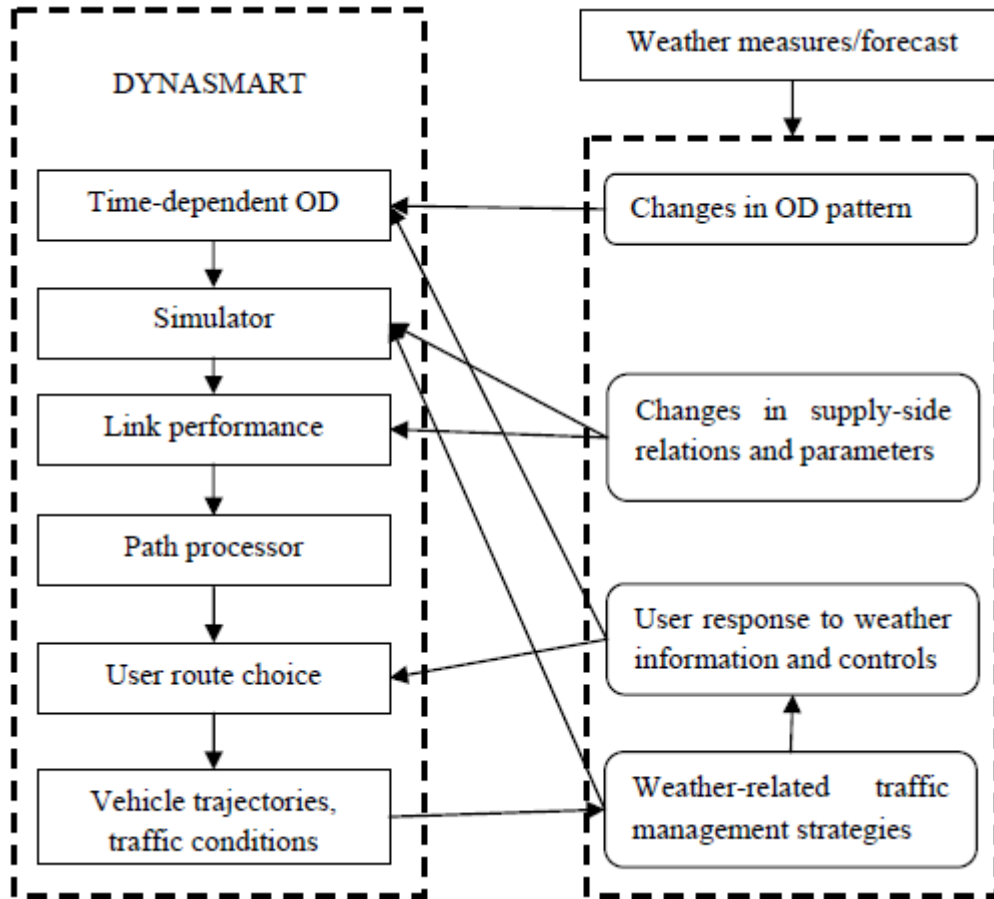 DYNASMART
Time-dependent OD
Simulator
Link performance
Path processor
User route choice
Vehicle trajectories,
traffic conditions
Weather measures/forecast
Changes in OD pattern
Changes in supply-side
relations and parameters
User response to weather
information and controls
Weather-related traffic
management strategies